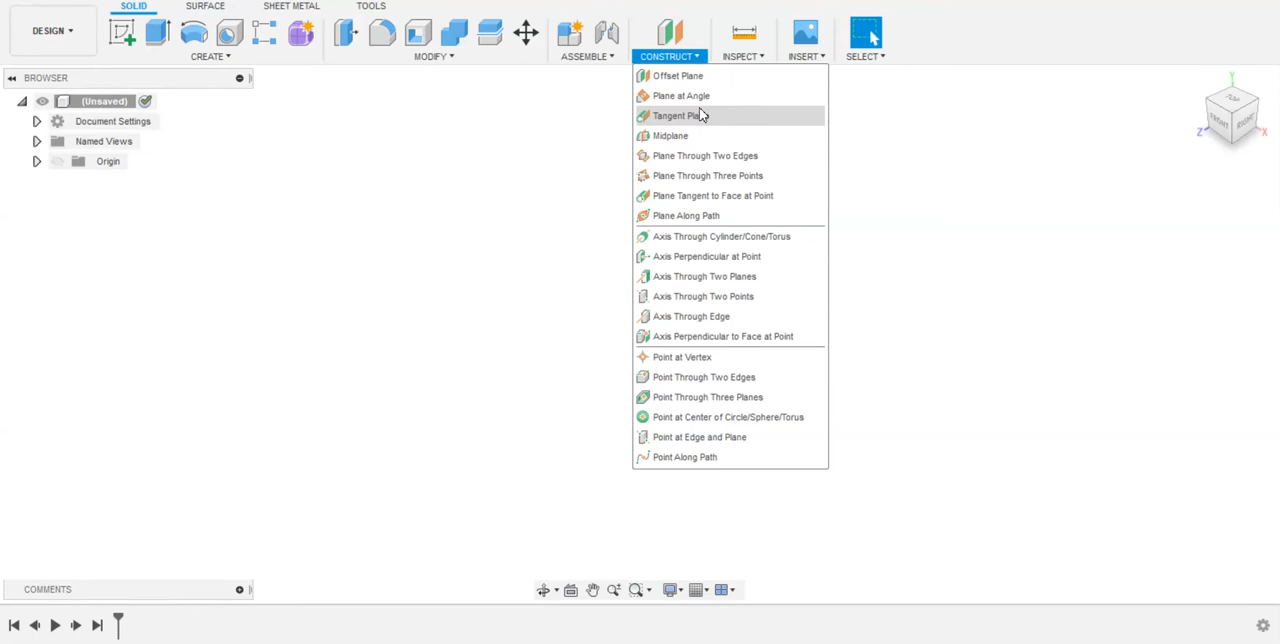 SOLID SURFACE SHEET METAL TOOLS
DESIGN
CREATE MODIFY ASSEMBLE CONSTRUCT INSPECT INSERT SELECT
BROWSER
(Unsaved)
Document Settings
Named Views
Origin
Offset Plane
Plane at Angle
Tangent Plane
Midplane
Plane Through Two Edges
Plane Through Three Points
Plane Tangent to Face at Point
Plane Along Path
Axis Through Cylinder/Cone/Torus
Axis Perpendicular at Point
Axis Through Two Planes
Axis Through Two Points
Axis Through Edge
Axis Perpendicular to Face at Point
Point at Vertex
Point Through Two Edges
Point Through Three Planes
Point at Center of Circle/Sphere/Torus
Point at Edge and Plane
Point Along Path
Y
TOP
FRONT RIGHT
Z X
COMMENTS